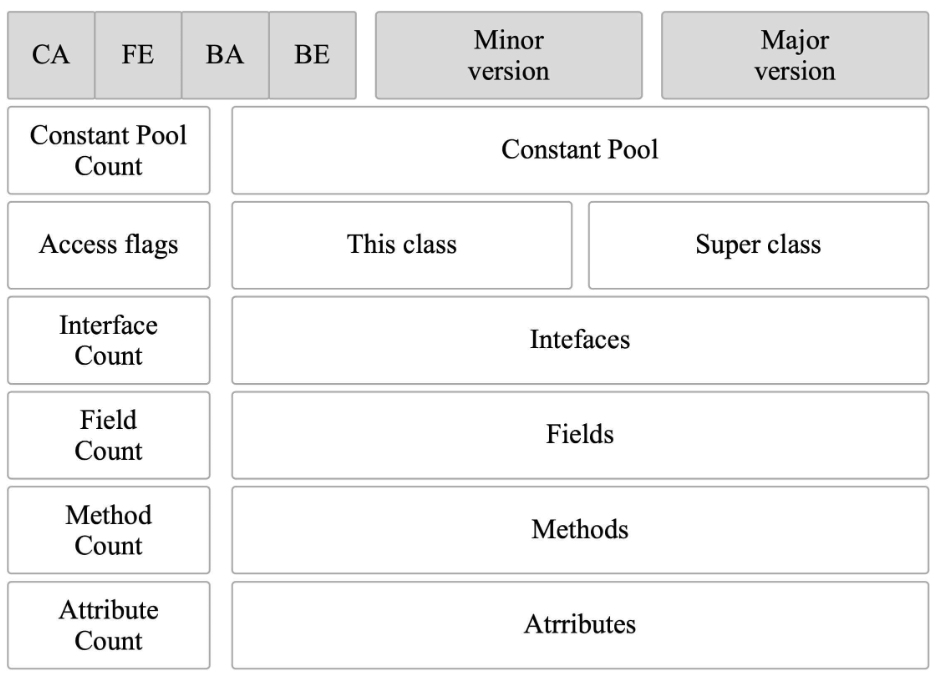 CA FE BA BE Minor version Major version
Constant Pool Count Constant Pool
Access flags This class Super class
Interface Count Intefaces
Field Count Fields
Method Count Methods
Attribute Count Atrributes